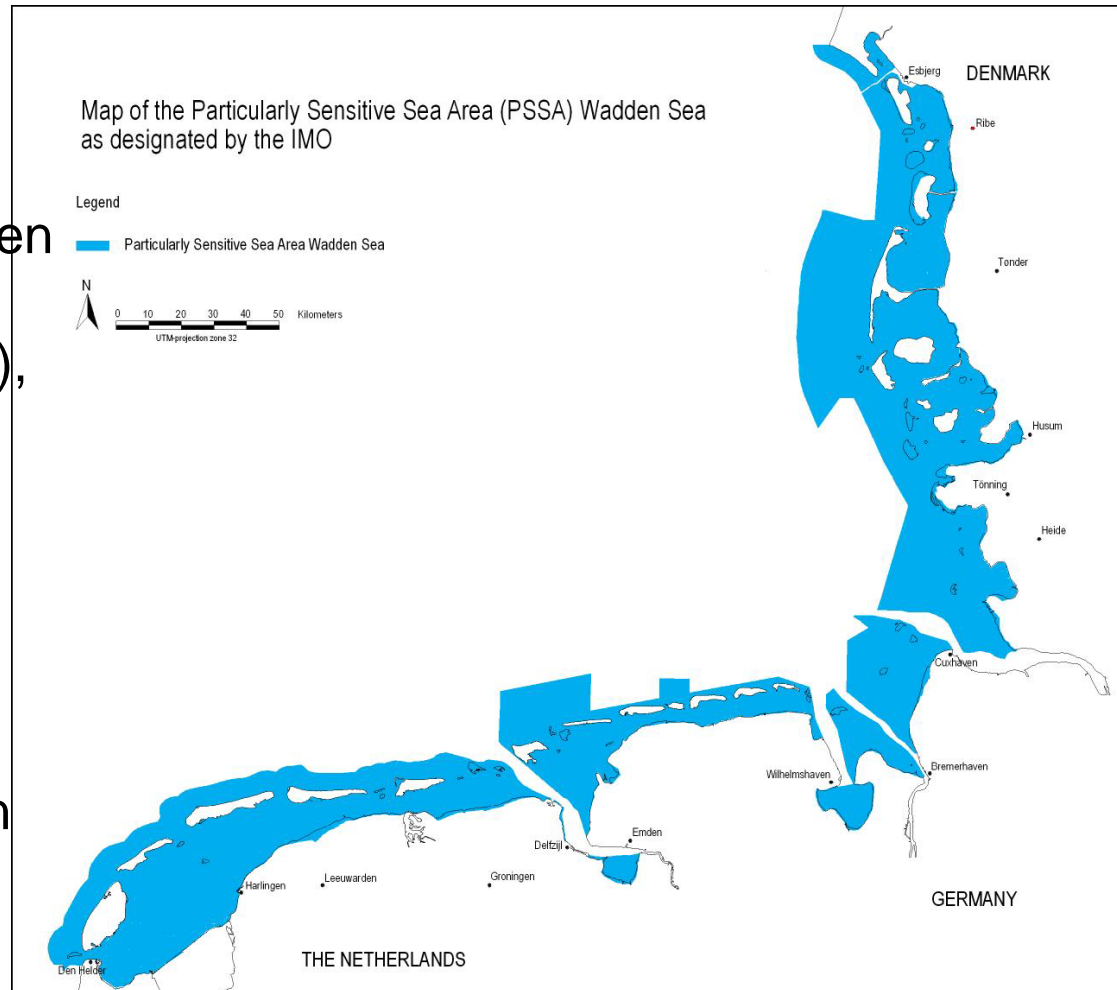 Map of the Particularly Sensitive Sea Area (PSSA) Wadden Sea
as designated by the IMO
Legend
en
Particularly Sensitive Sea Area Wadden Sea
N
0 10 20 30 40 50 Kilometers
UTM-projection zone 32
),
n
Esbjerg
DENMARK
Ribe
Tønder
Husum
Tönning
Heide
Cuxhaven
Wilhelmshaven
Bremerhaven
Delfzijl
Emden
Harlingen
Leeuwarden
Groningen
GERMANY
THE NETHERLANDS
Den Helder